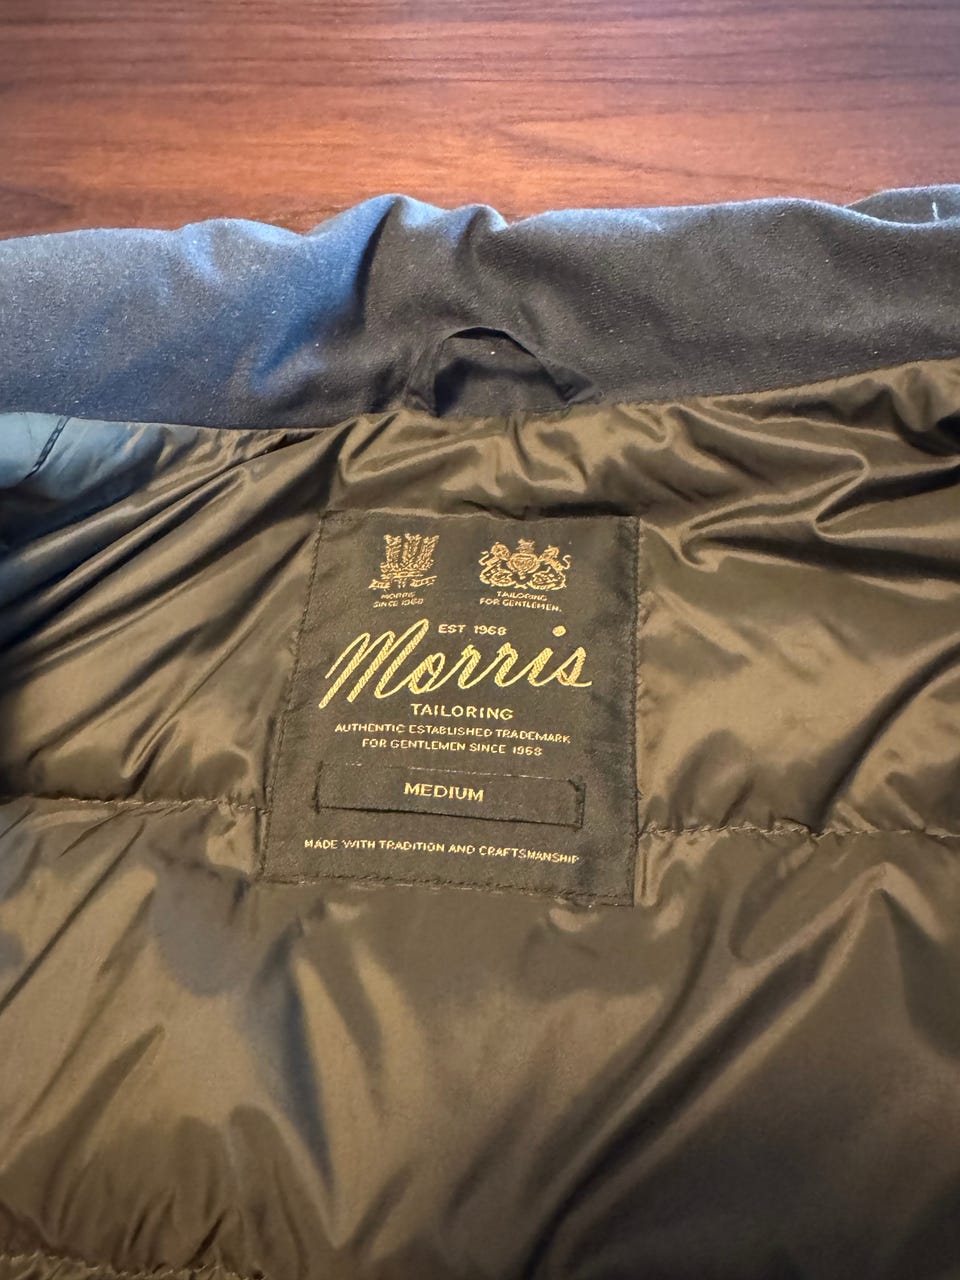 MORRIS
SINCE 1968
TAILORING
FOR GENTLEMEN.
EST 1968
Morris
TAILORING
AUTHENTIC ESTABLISHED TRADEMARK
FOR GENTLEMEN SINCE 1968
MEDIUM
MADE WITH TRADITION AND CRAFTSMANSHIP